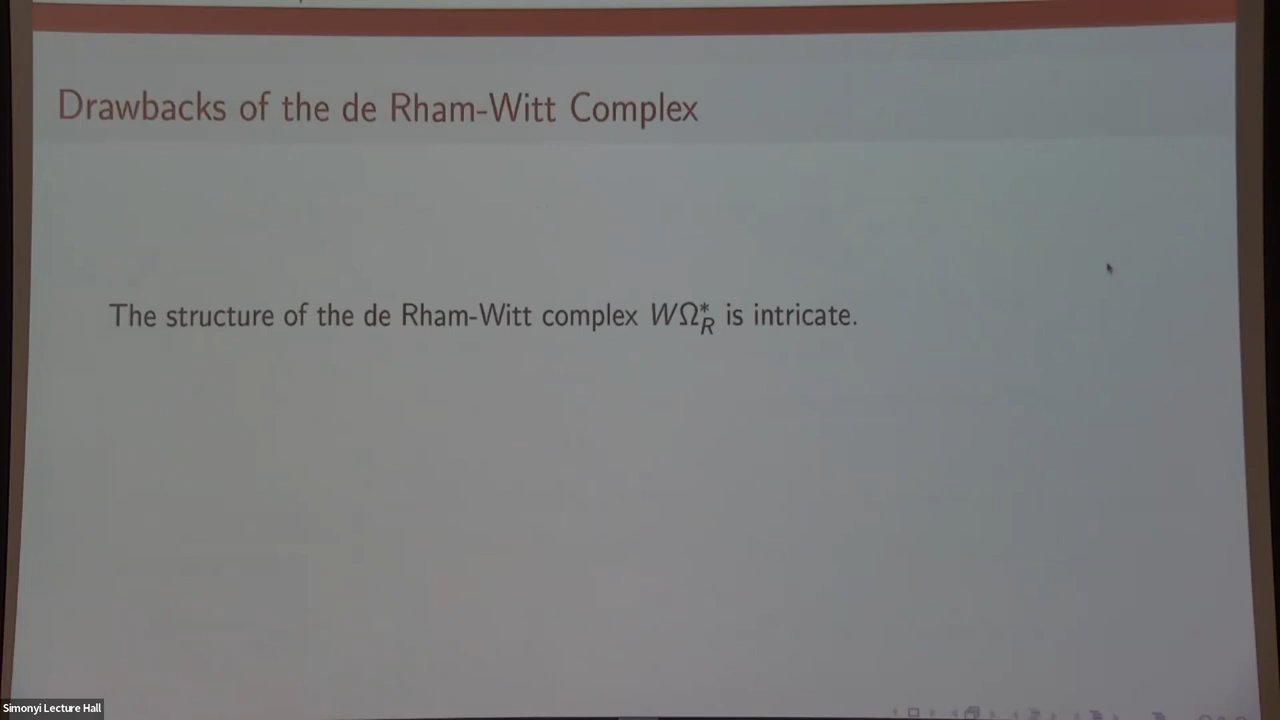 Drawbacks of the de Rham-Witt Complex
The structure of the de Rham-Witt complex WΩ*_R is intricate.
Simonyi Lecture Hall